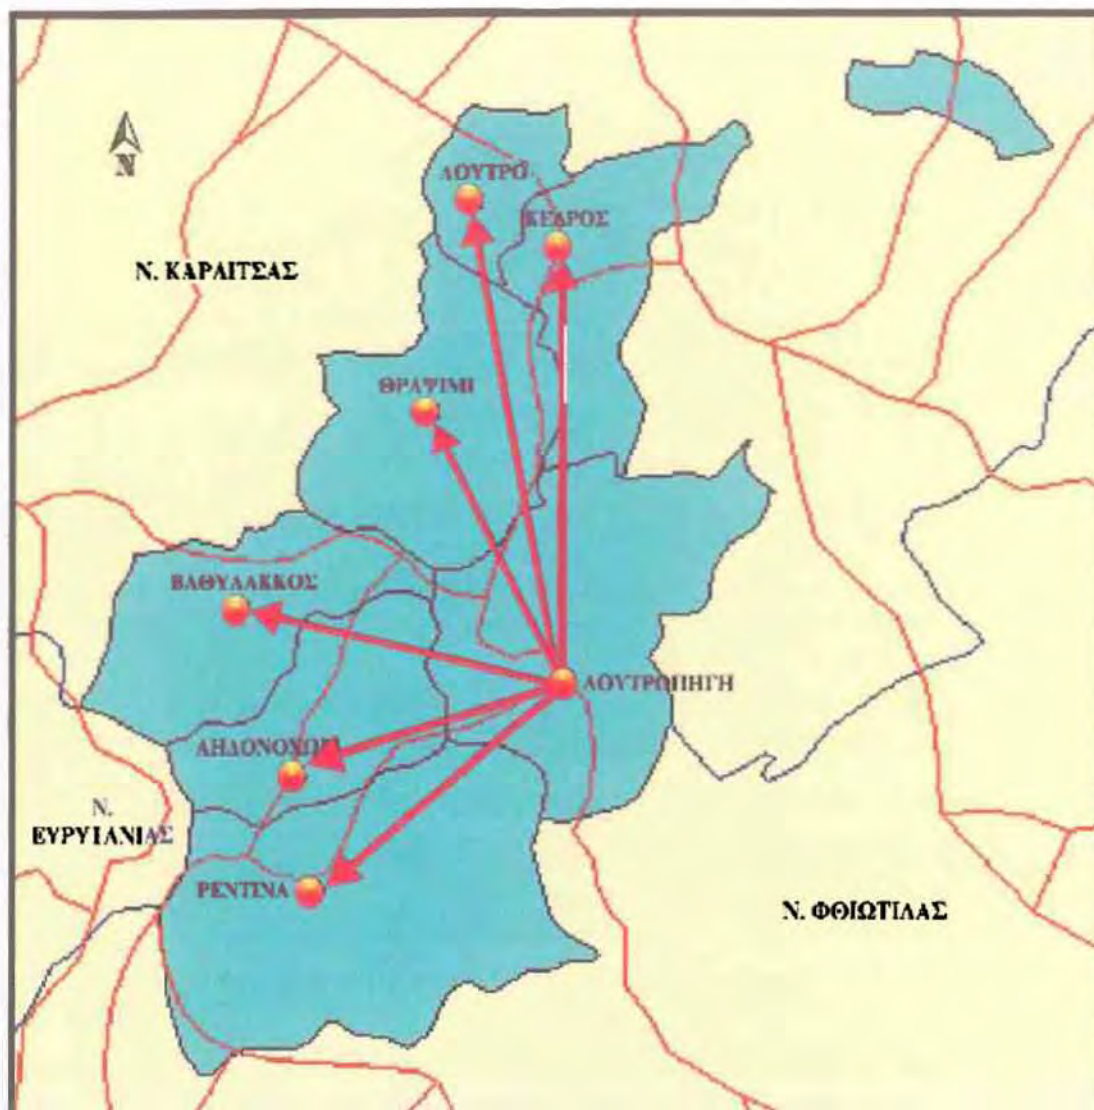 N
ΛΟΥΤΡΟ
ΚΕΔΡΟΣ
Ν. ΚΑΡΔΙΤΣΑΣ
ΘΡΑΨΙΜΙ
ΒΑΘΥΛΑΚΚΟΣ
ΛΟΥΤΡΟΠΗΓΗ
ΑΗΔΟΝΟΧΩΡΙ
Ν.
ΕΥΡΥΤΑΝΙΑΣ
ΡΕΝΤΙΝΑ
Ν. ΦΘΙΩΤΙΔΑΣ